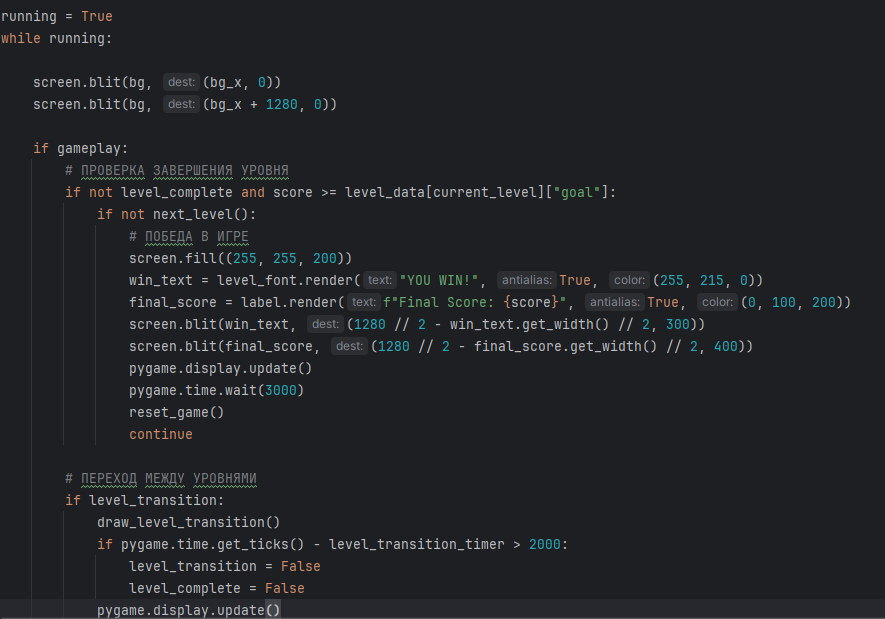 running = True
while running:
screen.blit(bg, dest: (bg_x, 0))
screen.blit(bg, dest: (bg_x + 1280, 0))
if gameplay:
# ПРОВЕРКА ЗАВЕРШЕНИЯ УРОВНЯ
if not level_complete and score >= level_data[current_level]["goal"]:
if not next_level():
# ПОБЕДА В ИГРЕ
screen.fill((255, 255, 200))
win_text = level_font.render( text: "YOU WIN!", antialias: True, color: (255, 215, 0))
final_score = label.render( text: f"Final Score: {score}", antialias: True, color: (0, 100, 200))
screen.blit(win_text, dest: (1280 // 2 - win_text.get_width() // 2, 300))
screen.blit(final_score, dest: (1280 // 2 - final_score.get_width() // 2, 400))
pygame.display.update()
pygame.time.wait(3000)
reset_game()
continue
# ПЕРЕХОД МЕЖДУ УРОВНЯМИ
if level_transition:
draw_level_transition()
if pygame.time.get_ticks() - level_transition_timer > 2000:
level_transition = False
level_complete = False
pygame.display.update()